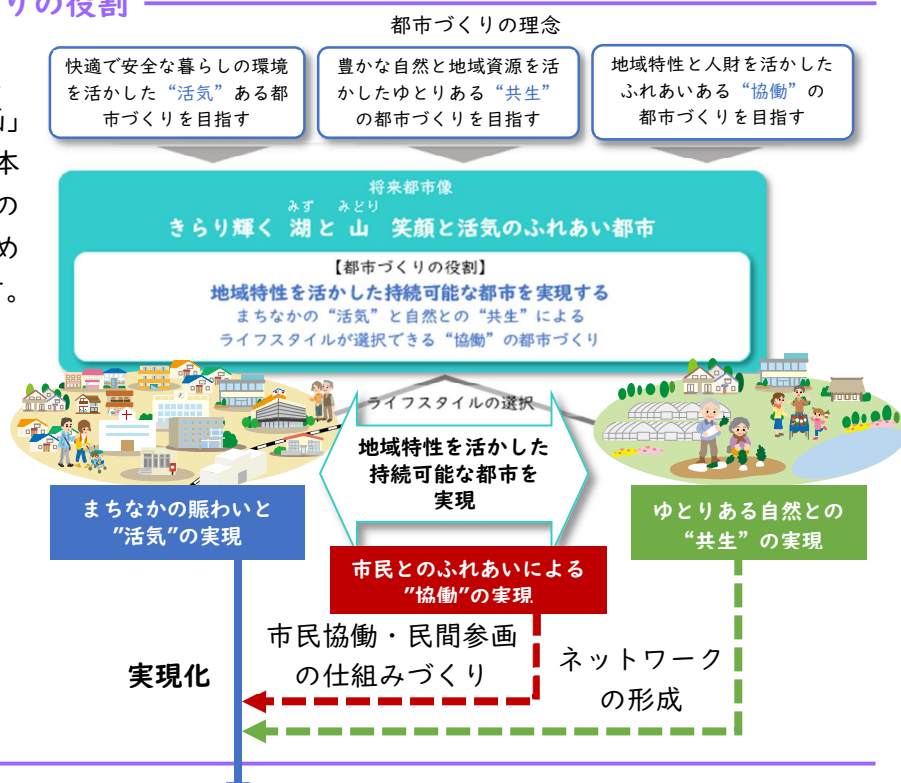 りの役割
都市づくりの理念
快適で安全な暮らしの環境
を活かした“活気”ある都
市づくりを目指す
豊かな自然と地域資源を活
かしたゆとりある“共生”
の都市づくりを目指す
地域特性と人財を活かした
ふれあいある“協働”の
都市づくりを目指す
」
本
の
め
。
将来都市像
みず みどり
きらり輝く 湖と 山 笑顔と活気のふれあい都市
【都市づくりの役割】
地域特性を活かした持続可能な都市を実現する
まちなかの“活気”と自然との“共生”による
ライフスタイルが選択できる“協働”の都市づくり
ライフスタイルの選択
地域特性を活かした
持続可能な都市を
実現
まちなかの賑わいと
”活気”の実現
ゆとりある自然との
“共生”の実現
市民とのふれあいによる
”協働”の実現
市民協働・民間参画
の仕組みづくり
ネットワーク
の形成
実現化